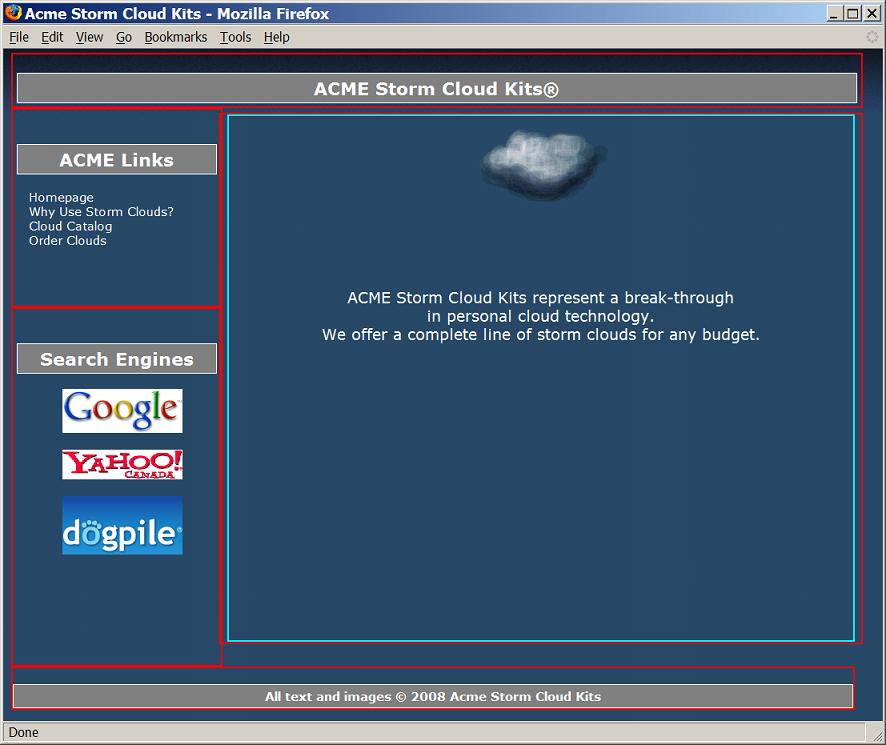 Acme Storm Cloud Kits - Mozilla Firefox
File Edit View Go Bookmarks Tools Help
ACME Storm Cloud Kits®
ACME Links
Homepage
Why Use Storm Clouds?
Cloud Catalog
Order Clouds
Search Engines
Google
YAHOO!
CANADA
dogpile
ACME Storm Cloud Kits represent a break-through
in personal cloud technology.
We offer a complete line of storm clouds for any budget.
All text and images © 2008 Acme Storm Cloud Kits
Done